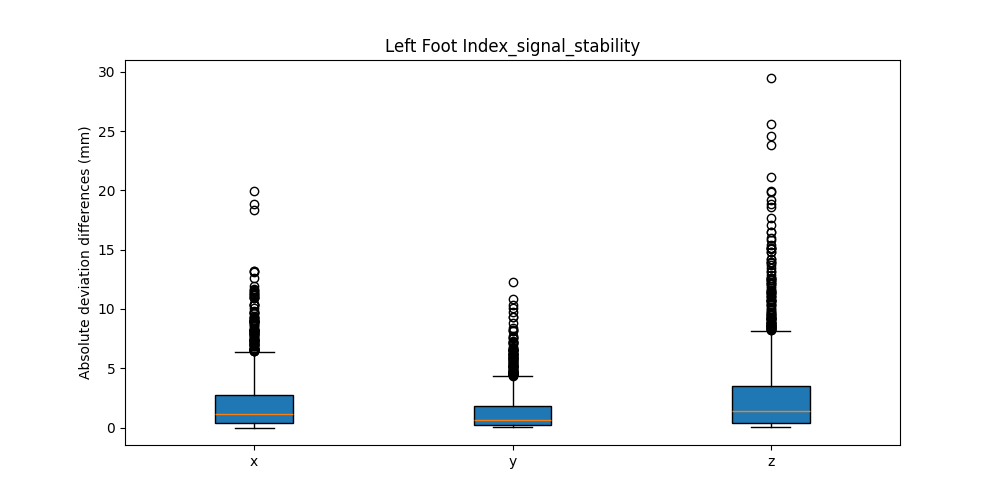 Left Foot Index_signal_stability
Absolute deviation differences (mm)
30
25
20
15
10
5
0
x y z